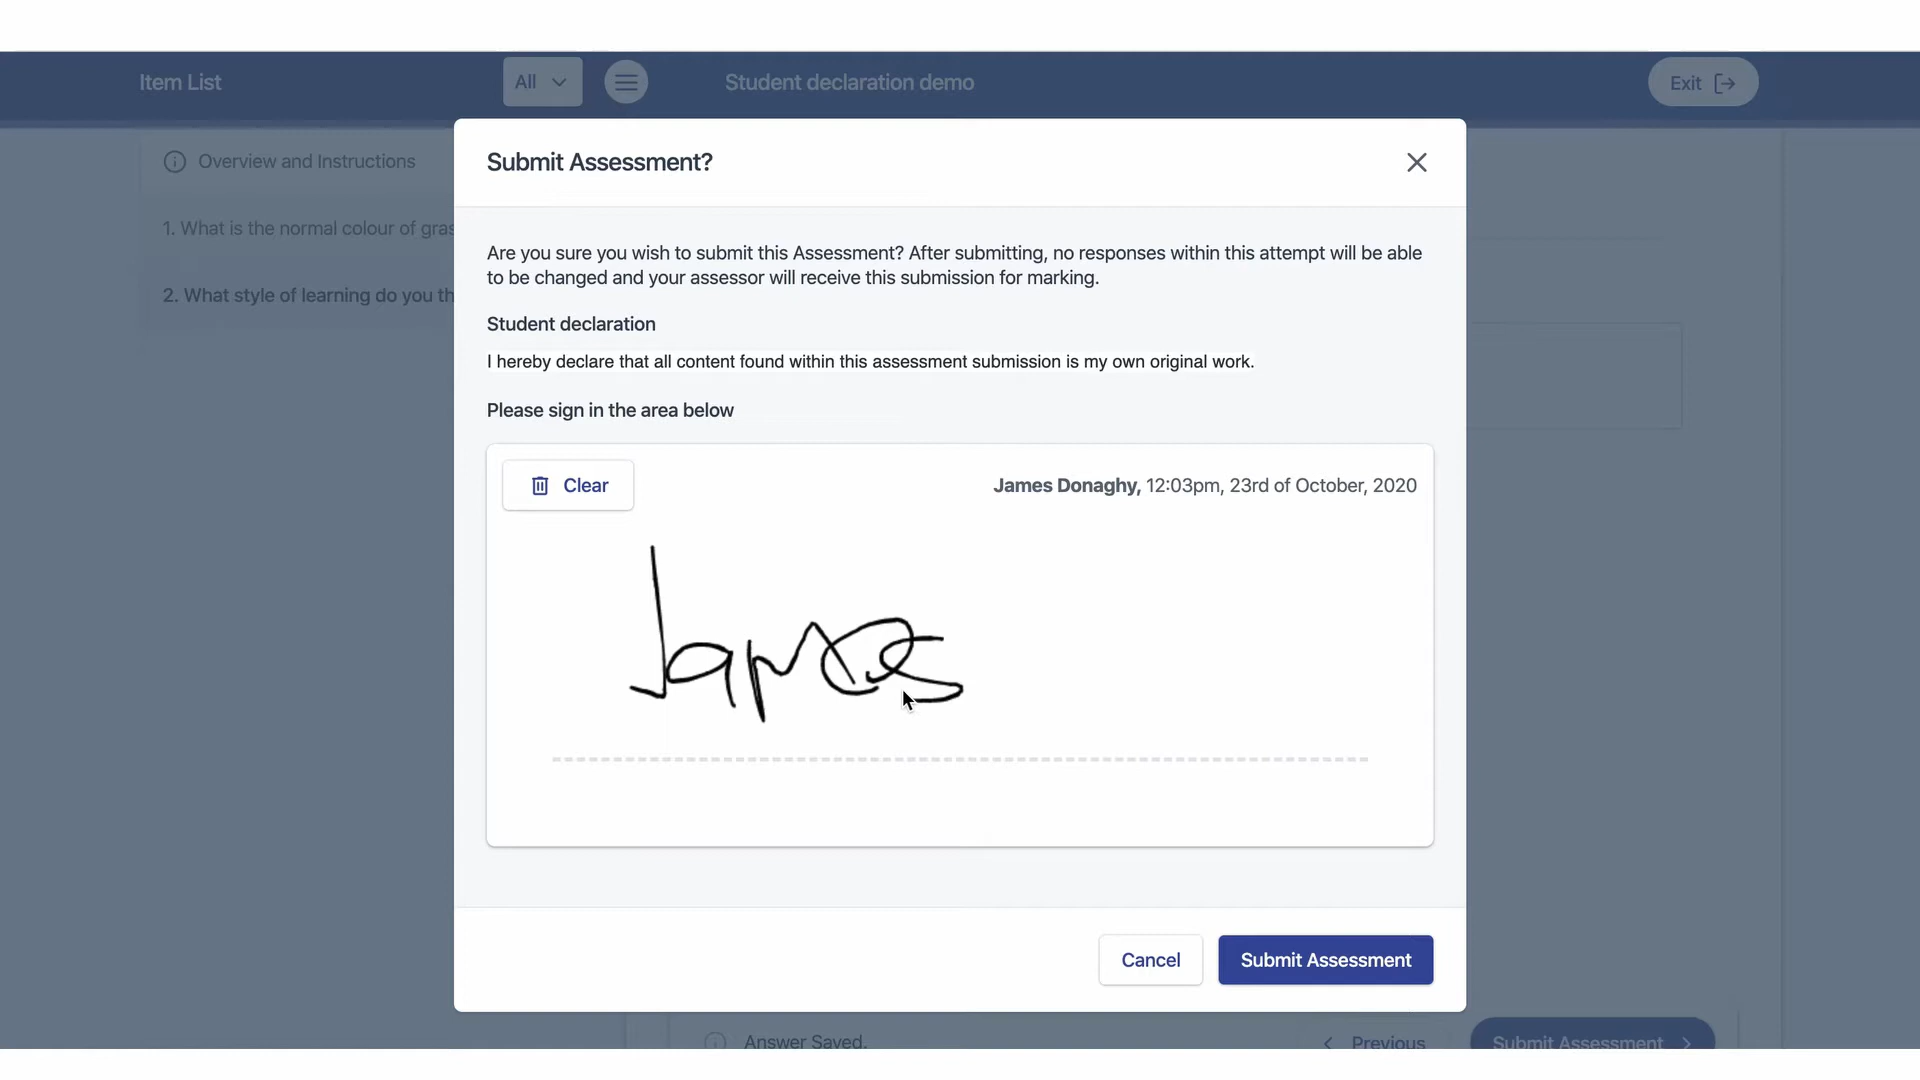 Item List
All
Student declaration demo
Exit
Overview and Instructions
1. What is the normal colour of gras
2. What style of learning do you th
Submit Assessment?
Are you sure you wish to submit this Assessment? After submitting, no responses within this attempt will be able
to be changed and your assessor will receive this submission for marking.
Student declaration
I hereby declare that all content found within this assessment submission is my own original work.
Please sign in the area below
Clear
James Donaghy, 12:03pm, 23rd of October, 2020
James
Cancel
Submit Assessment
Answer Saved.
Previous
Submit Assessment